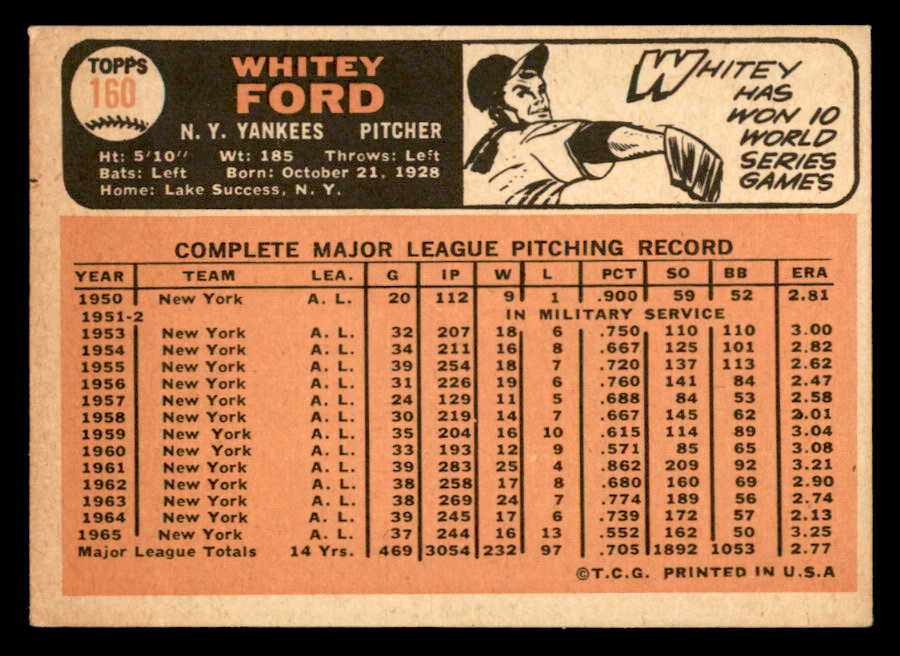 TOPPS
160
WHITEY
FORD
N. Y. YANKEES PITCHER
Ht: 5'10" Wt: 185 Throws: Left
Bats: Left Born: October 21, 1928
Home: Lake Success, N. Y.
WHITEY
HAS
WON 10
WORLD
SERIES
GAMES
COMPLETE MAJOR LEAGUE PITCHING RECORD
YEAR TEAM LEA. G IP W L PCT SO BB ERA
1950 New York A. L. 20 112 9 1 .900 59 52 2.81
1951-2 IN MILITARY SERVICE
1953 New York A. L. 32 207 18 6 .750 110 110 3.00
1954 New York A. L. 34 211 16 8 .667 125 101 2.82
1955 New York A. L. 39 254 18 7 .720 137 113 2.62
1956 New York A. L. 31 226 19 6 .760 141 84 2.47
1957 New York A. L. 24 129 11 5 .688 84 53 2.58
1958 New York A. L. 30 219 14 7 .667 145 62 2.01
1959 New York A. L. 35 204 16 10 .615 114 89 3.04
1960 New York A. L. 33 193 12 9 .571 85 65 3.08
1961 New York A. L. 39 283 25 4 .862 209 92 3.21
1962 New York A. L. 38 258 17 8 .680 160 69 2.90
1963 New York A. L. 38 269 24 7 .774 189 56 2.74
1964 New York A. L. 39 245 17 6 .739 172 57 2.13
1965 New York A. L. 37 244 16 13 .552 162 50 3.25
Major League Totals 14 Yrs. 469 3054 232 97 .705 1892 1053 2.77
©T.C.G. PRINTED IN U.S.A